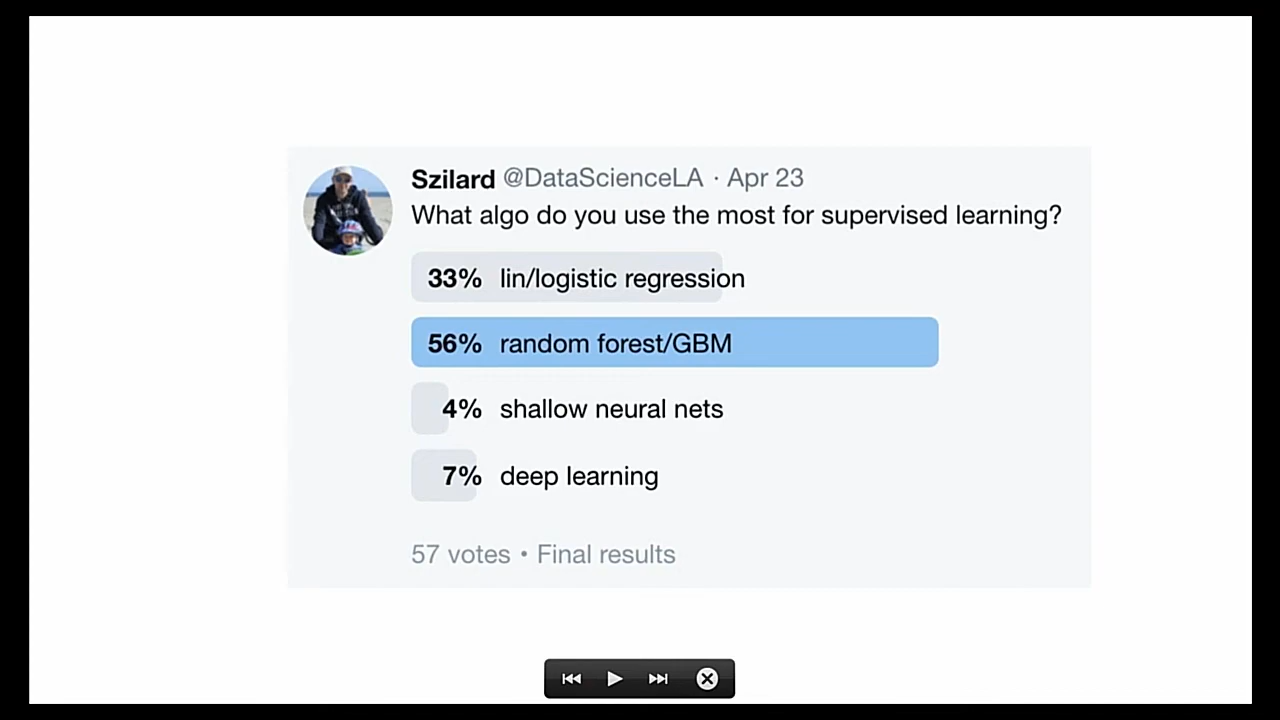 Szilard @DataScienceLA · Apr 23
What algo do you use the most for supervised learning?
33% lin/logistic regression
56% random forest/GBM
4% shallow neural nets
7% deep learning
57 votes • Final results